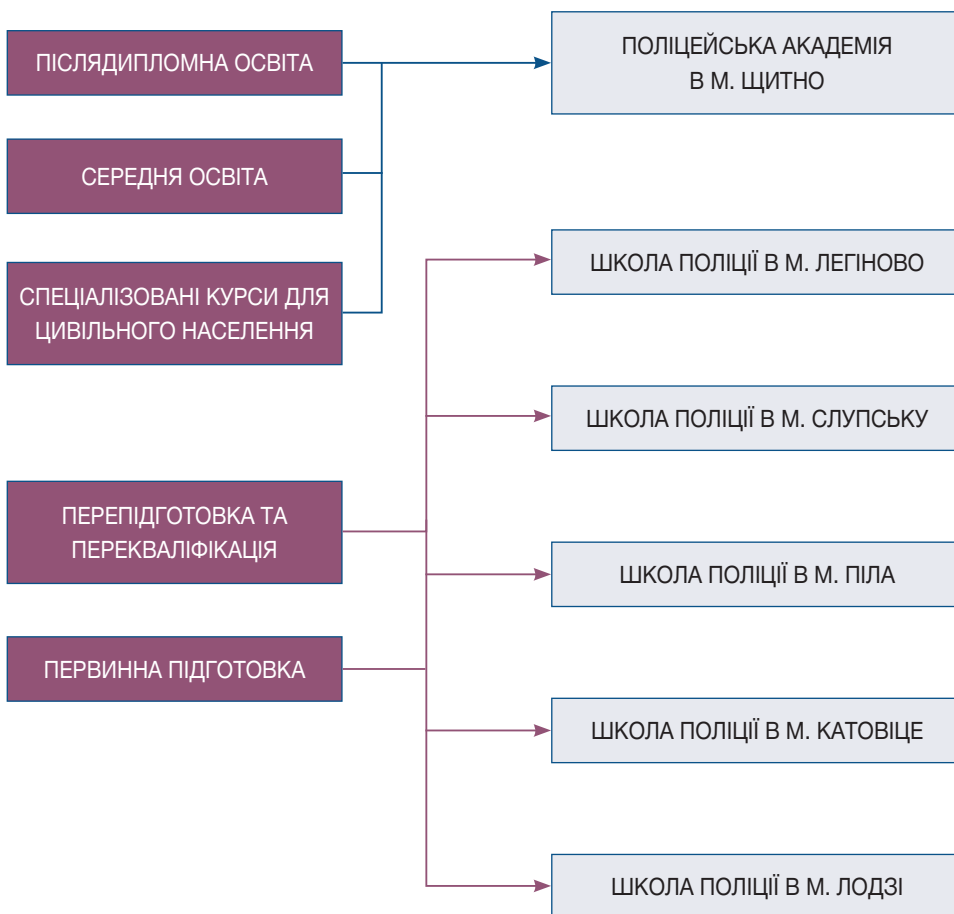 ПІСЛЯДИПЛОМНА ОСВІТА
ПОЛІЦЕЙСЬКА АКАДЕМІЯ
В М. ЩИТНО
СЕРЕДНЯ ОСВІТА
СПЕЦІАЛІЗОВАНІ КУРСИ ДЛЯ
ЦИВІЛЬНОГО НАСЕЛЕННЯ
ШКОЛА ПОЛІЦІЇ В М. ЛЕГІНОВО
ШКОЛА ПОЛІЦІЇ В М. СЛУПСЬКУ
ПЕРЕПІДГОТОВКА ТА
ПЕРЕКВАЛІФІКАЦІЯ
ШКОЛА ПОЛІЦІЇ В М. ПІЛА
ПЕРВИННА ПІДГОТОВКА
ШКОЛА ПОЛІЦІЇ В М. КАТОВІЦЕ
ШКОЛА ПОЛІЦІЇ В М. ЛОДЗІ